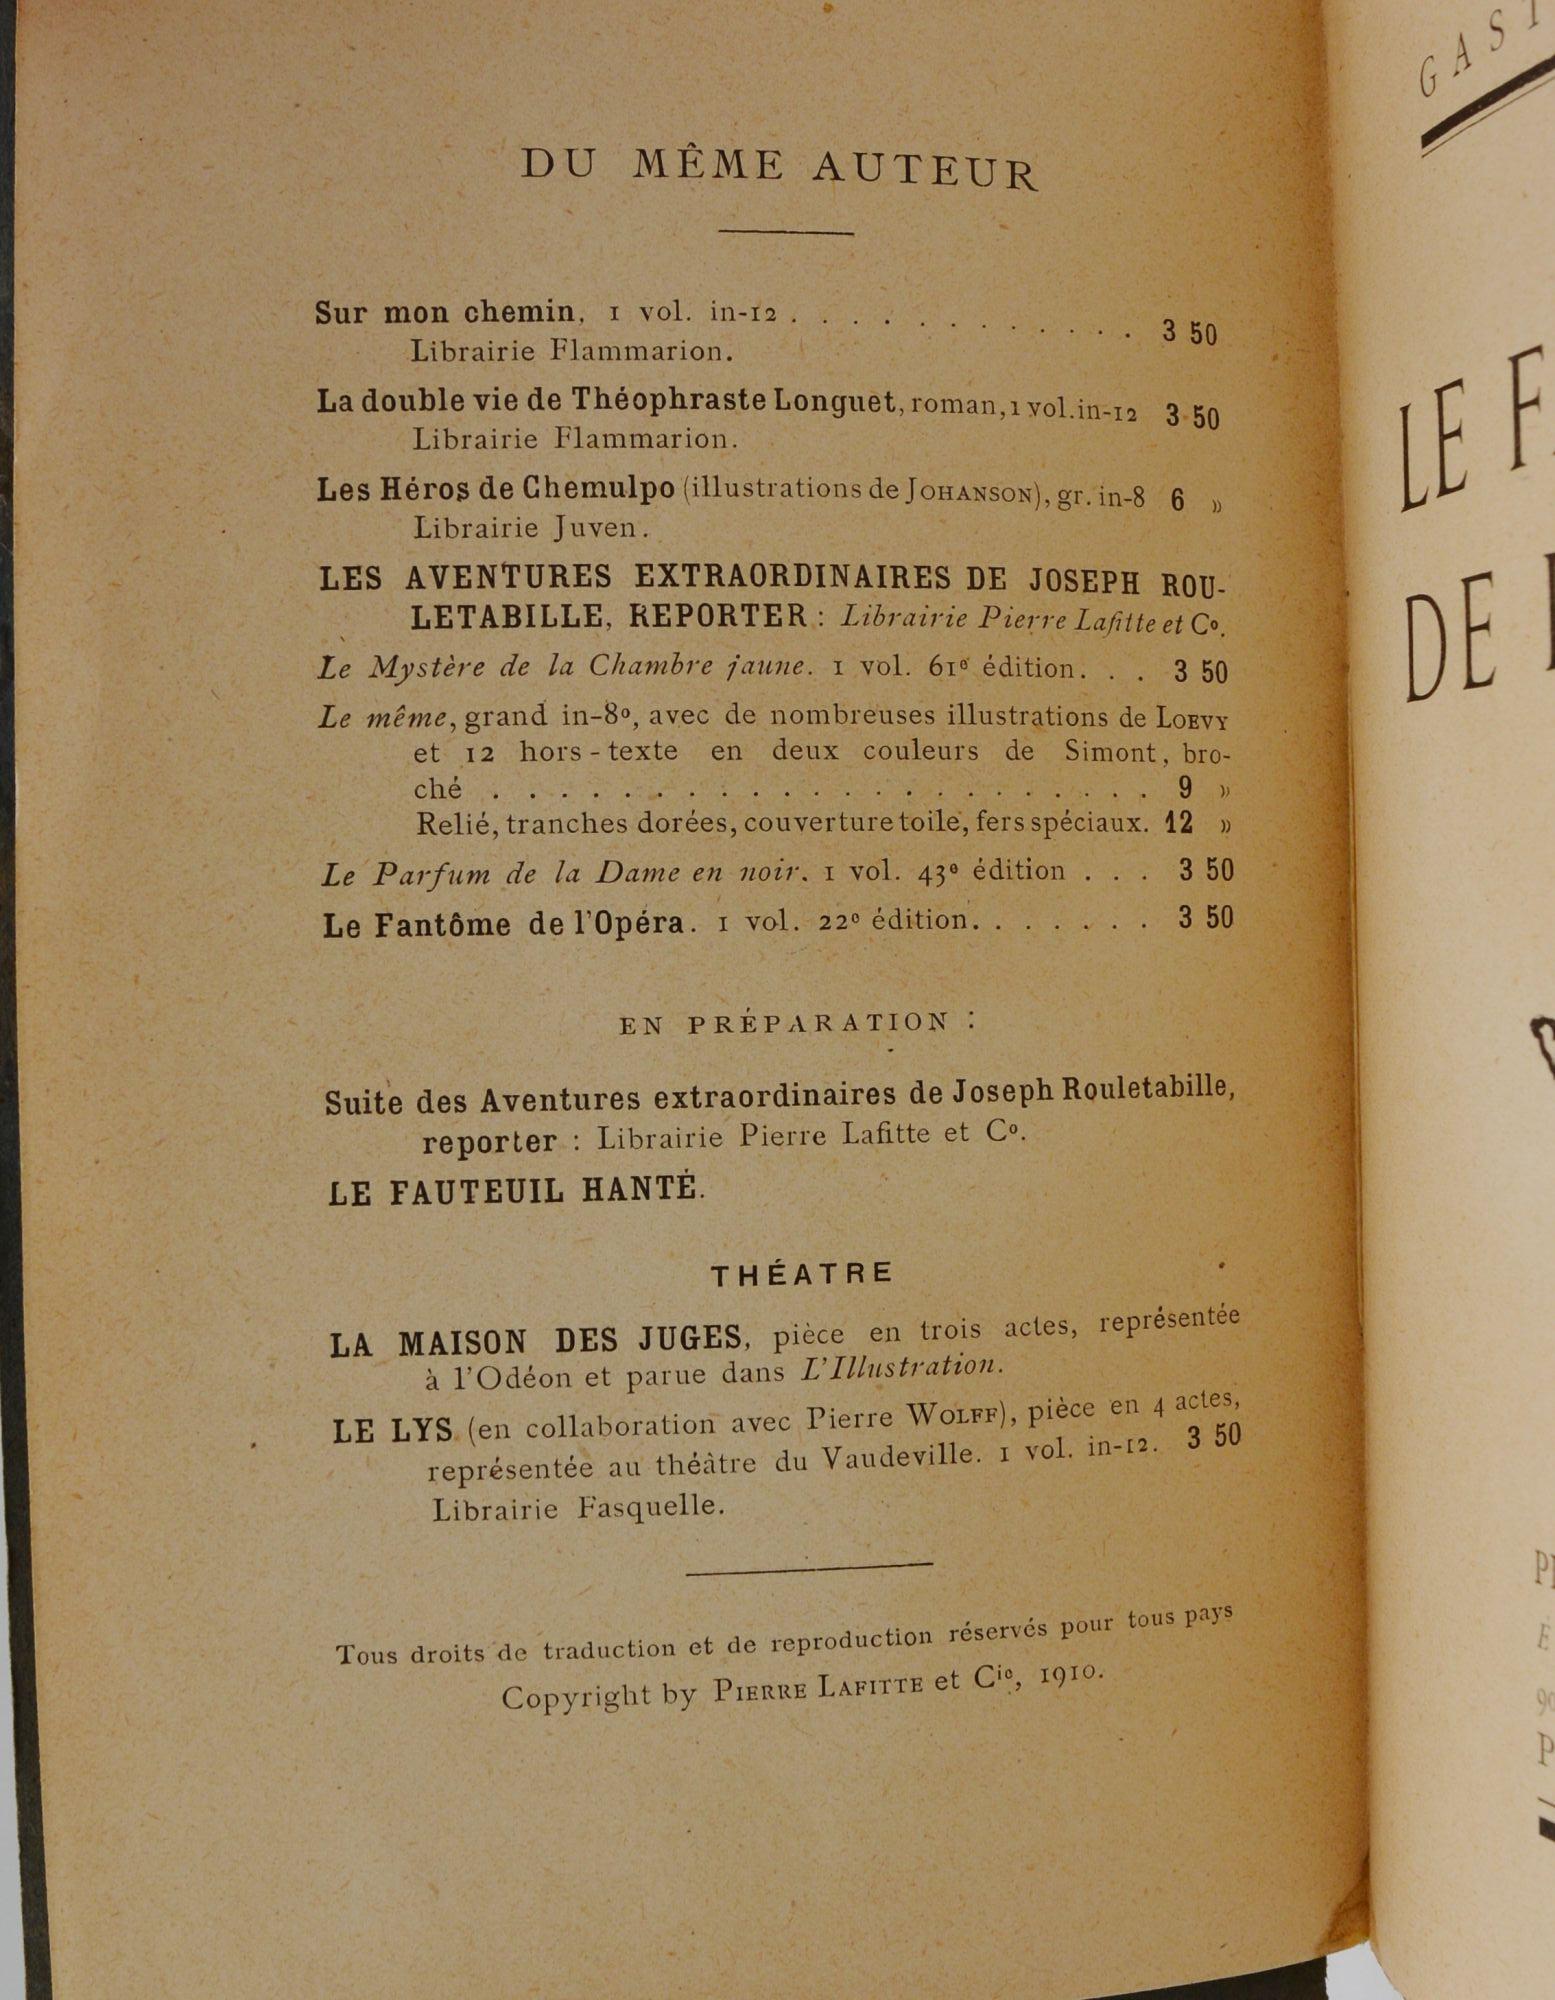 DU MÊME AUTEUR
Sur mon chemin, 1 vol. in-12 . . . . . . . . . . . . 3 50
Librairie Flammarion.
La double vie de Théophraste Longuet, roman, 1 vol. in-12 3 50
Librairie Flammarion.
Les Héros de Chemulpo (illustrations de JOHANSON), gr. in-8 6 »
Librairie Juven.
LES AVENTURES EXTRAORDINAIRES DE JOSEPH ROU-
LETABILLE, REPORTER : Librairie Pierre Lafitte et Cº.
Le Mystère de la Chambre jaune. 1 vol. 61e édition. . . 3 50
Le même, grand in-8º, avec de nombreuses illustrations de LOEVY
et 12 hors-texte en deux couleurs de Simont, bro-
ché . . . . . . . . . . . . . . . . . . . . . 9 »
Relié, tranches dorées, couverture toile, fers spéciaux. 12 »
Le Parfum de la Dame en noir. 1 vol. 43e édition . . . 3 50
Le Fantôme de l'Opéra. 1 vol. 22e édition. . . . . . . 3 50
EN PRÉPARATION :
Suite des Aventures extraordinaires de Joseph Rouletabille,
reporter : Librairie Pierre Lafitte et Cº.
LE FAUTEUIL HANTÉ.
THÉATRE
LA MAISON DES JUGES, pièce en trois actes, représentée
à l'Odéon et parue dans L'Illustration.
LE LYS (en collaboration avec Pierre WOLFF), pièce en 4 actes,
représentée au théâtre du Vaudeville. 1 vol. in-12. 3 50
Librairie Fasquelle.
Tous droits de traduction et de reproduction réservés pour tous pays
Copyright by PIERRE LAFITTE et Cie, 1910.
GAST
LE F
DE